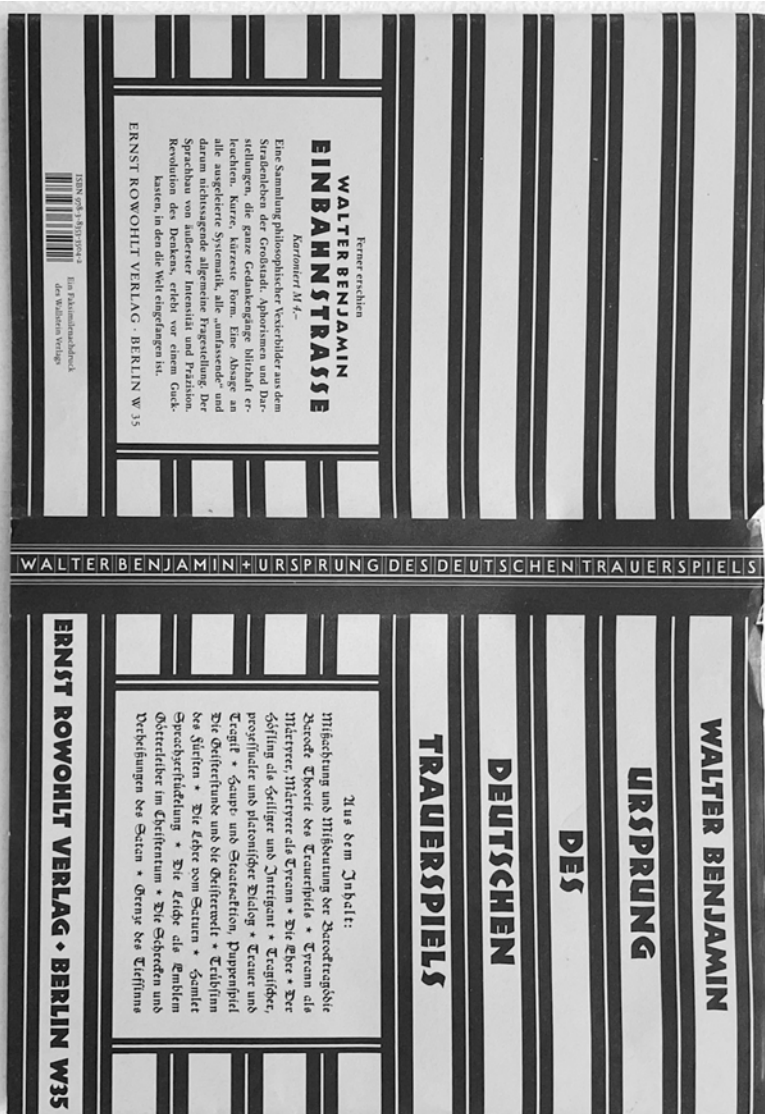 WALTER BENJAMIN
URSPRUNG
DES
DEUTSCHEN
TRAUERSPIELS
Aus dem Inhalt:
Mißachtung und Mißdeutung der Barocktragödie
Barocke Theorie des Trauerspiels * Tyrann als
Märtyrer, Märtyrer als Tyrann * Die Ehre * Der
Höfling als Heiliger und Intrigant * Tragischer,
prozessualer und platonischer Dialog * Trauer und
Tragik * Haupt- und Staatsaktion, Puppenspiel
Die Geisterstunde und die Geisterwelt * Trübsinn
des Fürsten * Die Lehre vom Saturn * Hamlet
Sprachzerstückelung * Die Leiche als Emblem
Götterleiber im Christentum * Die Schrecken und
Verheißungen des Satan * Grenze des Tiefsinns
ERNST ROWOHLT VERLAG • BERLIN W35
WALTER BENJAMIN + URSPRUNG DES DEUTSCHEN TRAUERSPIELS
Ferner erschien
WALTER BENJAMIN
EINBAHNSTRASSE
Kartoniert M 4,–
Eine Sammlung philosophischer Vexierbilder aus dem
Straßenleben der Großstadt. Aphorismen und Dar-
stellungen, die ganze Gedankengänge blitzhaft er-
leuchten. Kurze, kürzeste Form. Eine Absage an
alle ausgeleierte Systematik, alle „umfassende“ und
darum nichtssagende allgemeine Fragestellung. Der
Sprachbau von äußerster Intensität und Präzision.
Revolution des Denkens, erlebt vor einem Guck-
kasten, in den die Welt eingefangen ist.
ERNST ROWOHLT VERLAG · BERLIN W 35
ISBN 978-3-8353-3904-2
Ein Faksimilenachdruck
des Wallstein Verlags